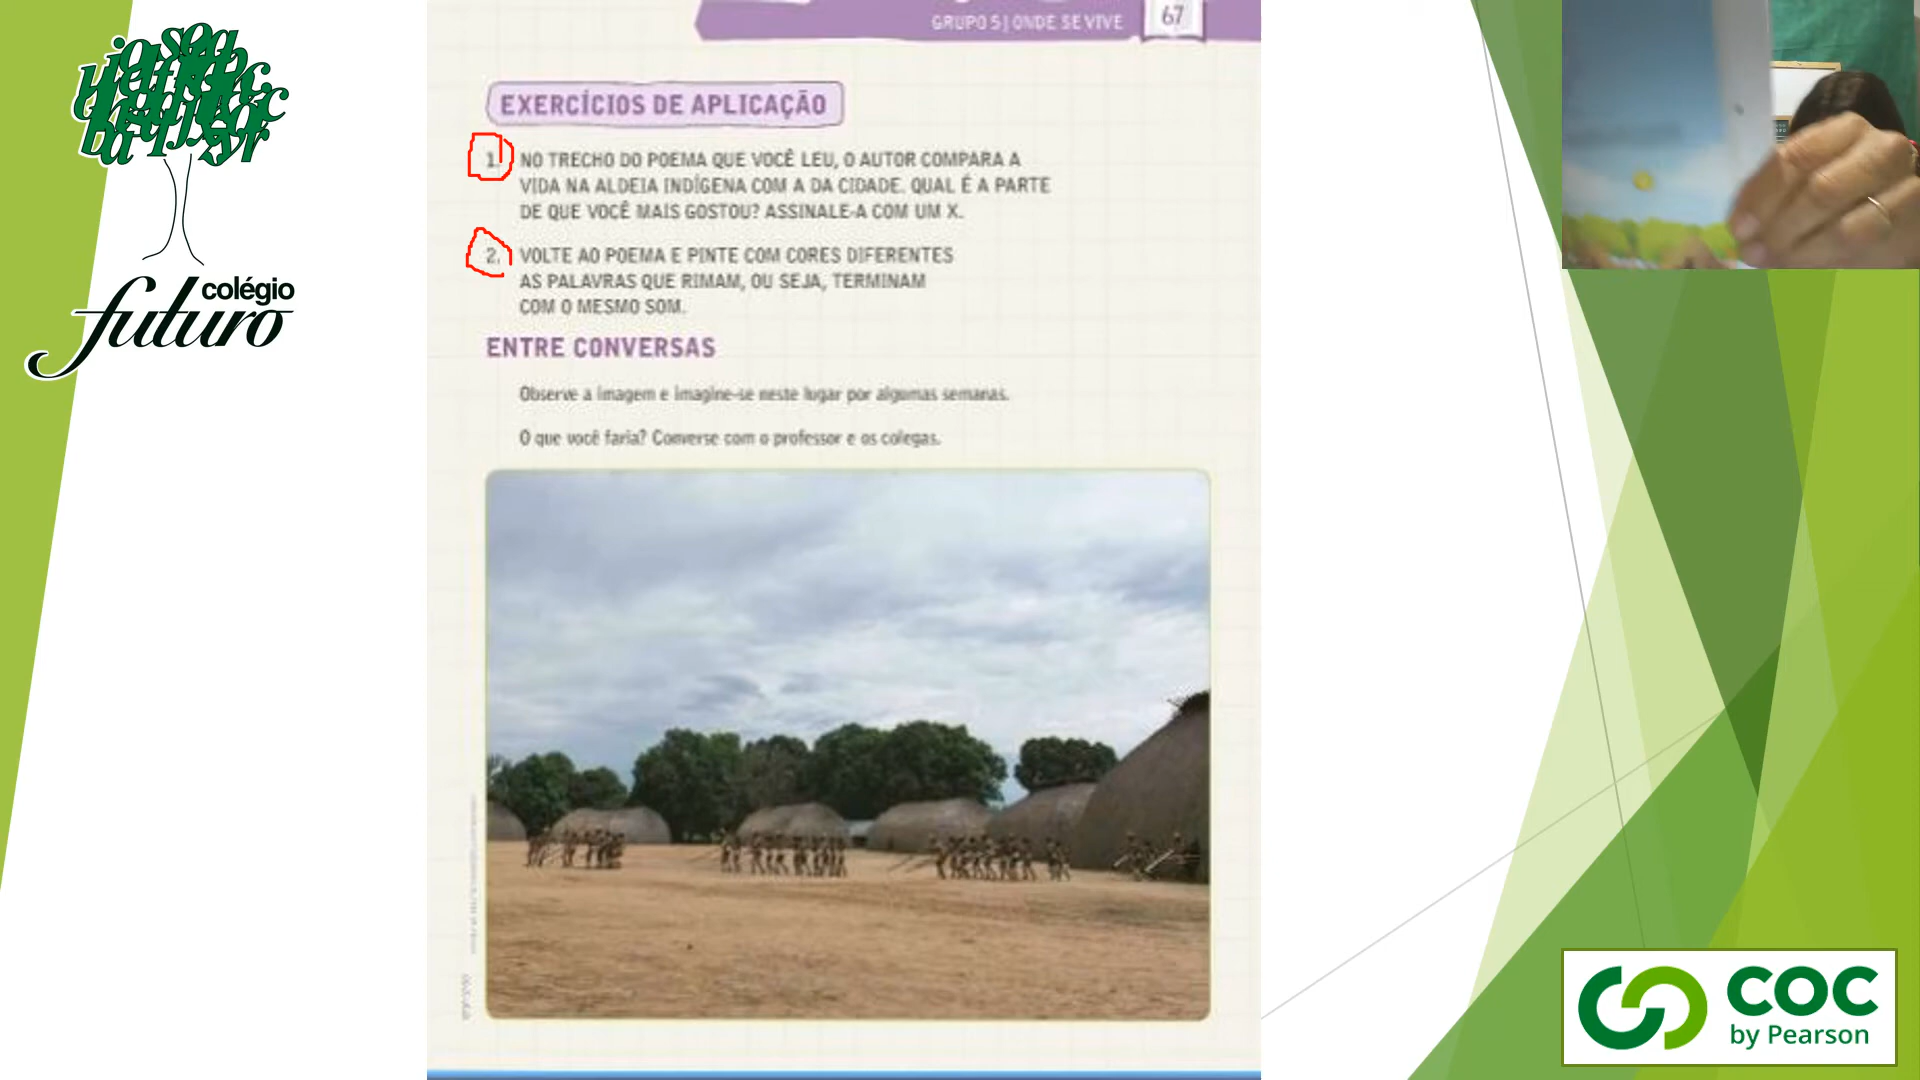 colégio
futuro
GRUPO 5 | ONDE SE VIVE
67
EXERCÍCIOS DE APLICAÇÃO
1. NO TRECHO DO POEMA QUE VOCÊ LEU, O AUTOR COMPARA A
VIDA NA ALDEIA INDÍGENA COM A DA CIDADE. QUAL É A PARTE
DE QUE VOCÊ MAIS GOSTOU? ASSINALE-A COM UM X.
2. VOLTE AO POEMA E PINTE COM CORES DIFERENTES
AS PALAVRAS QUE RIMAM, OU SEJA, TERMINAM
COM O MESMO SOM.
ENTRE CONVERSAS
Observe a imagem e imagine-se neste lugar por algumas semanas.
O que você faria? Converse com o professor e os colegas.
COC
by Pearson